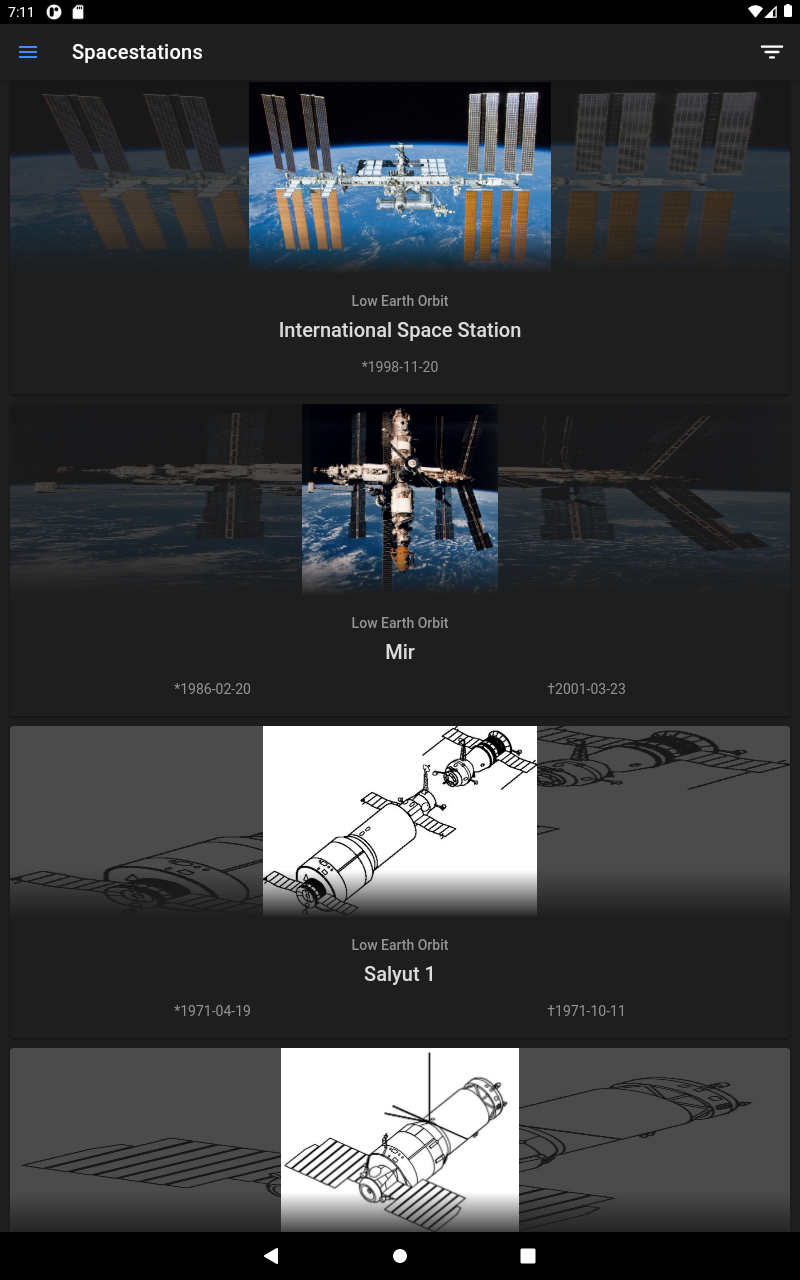 7:11
Spacestations
Low Earth Orbit
International Space Station
*1998-11-20
Low Earth Orbit
Mir
*1986-02-20 †2001-03-23
Low Earth Orbit
Salyut 1
*1971-04-19 †1971-10-11